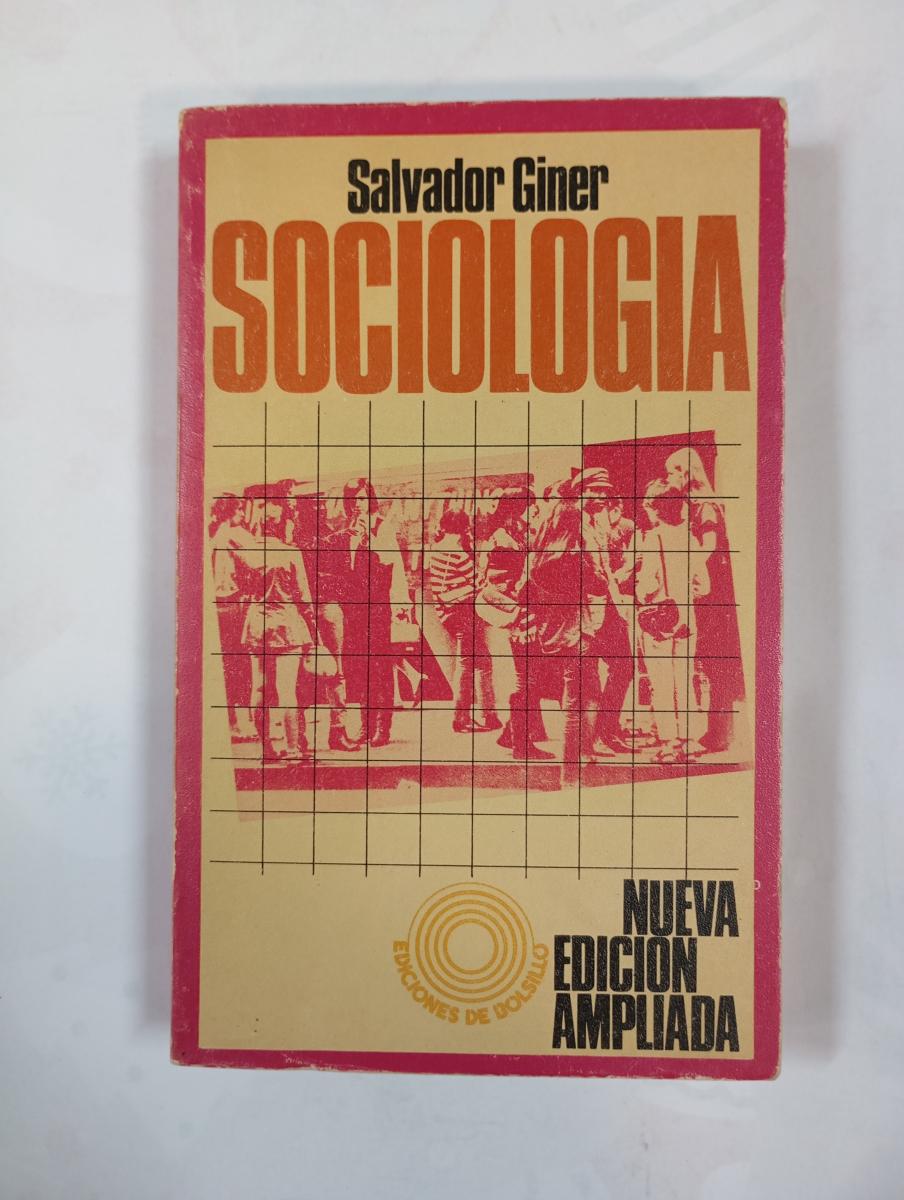 Salvador Giner
SOCIOLOGIA
EDICIONES DE BOLSILLO
NUEVA
EDICION
AMPLIADA